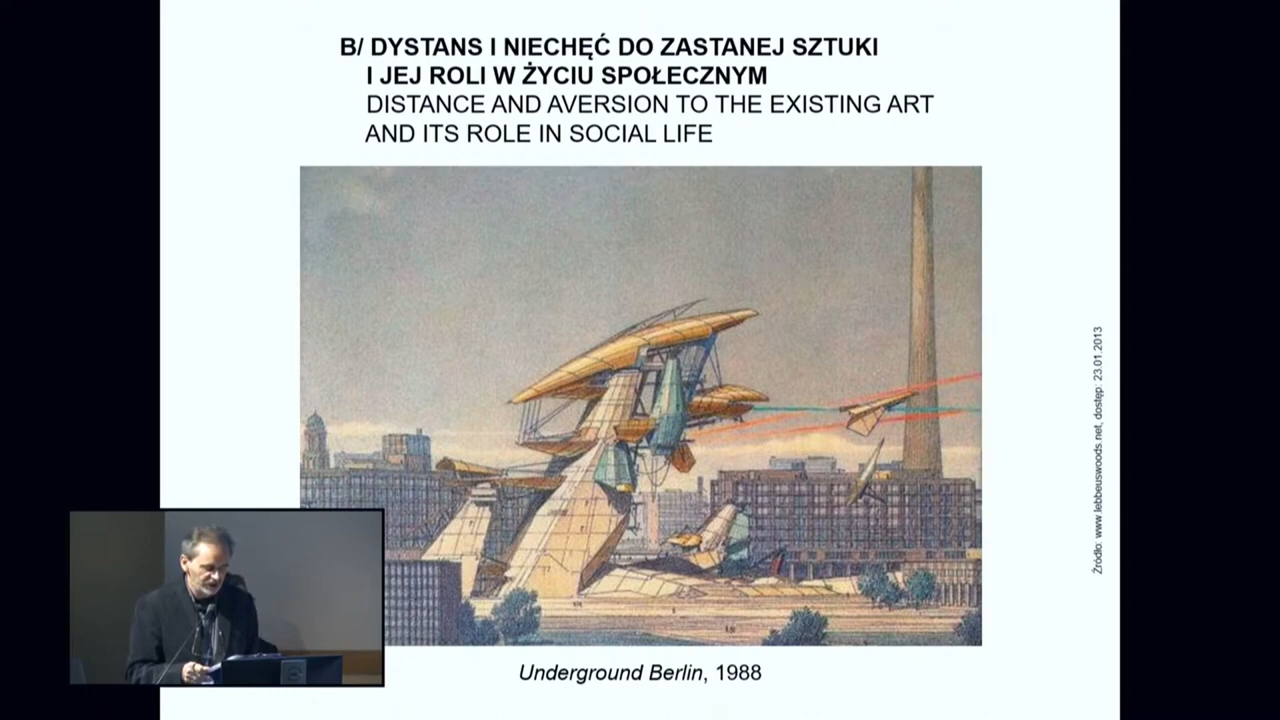 B/ DYSTANS I NIECHĘĆ DO ZASTANEJ SZTUKI
I JEJ ROLI W ŻYCIU SPOŁECZNYM
DISTANCE AND AVERSION TO THE EXISTING ART
AND ITS ROLE IN SOCIAL LIFE
Źródło: www.lebbeuswoods.net, dostęp: 23.01.2013
Underground Berlin, 1988